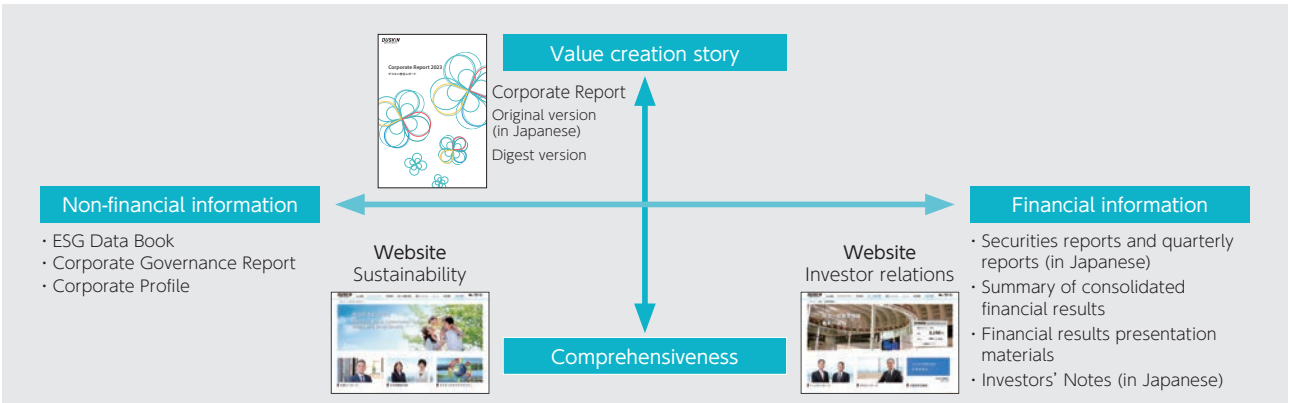 DUSKIN
Corporate Report 2023
Value creation story
Corporate Report
Original version
(in Japanese)
Digest version
Non-financial information
・ESG Data Book
・Corporate Governance Report
・Corporate Profile
Financial information
・Securities reports and quarterly
reports (in Japanese)
・Summary of consolidated
financial results
・Financial results presentation
materials
・Investors' Notes (in Japanese)
Website
Sustainability
Website
Investor relations
Comprehensiveness